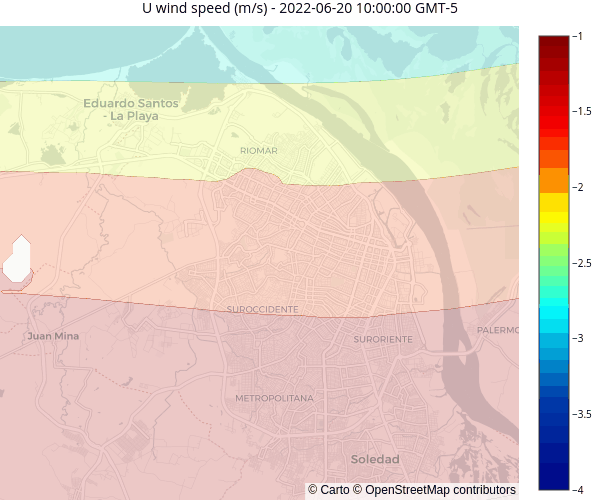 U wind speed (m/s) - 2022-06-20 10:00:00 GMT-5
Eduardo Santos
- La Playa
RIOMAR
SUROCCIDENTE
Juan Mina
SURORIENTE
PALERMO
METROPOLITANA
Soledad
© Carto © OpenStreetMap contributors
−1
−1.5
−2
−2.5
−3
−3.5
−4